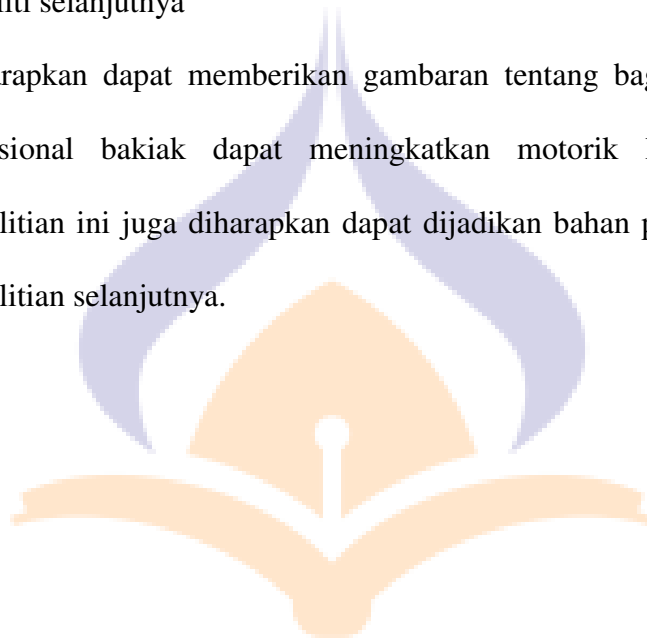 liti selanjutnya
arapkan dapat memberikan gambaran tentang bag
sional bakiak dapat meningkatkan motorik
litian ini juga diharapkan dapat dijadikan bahan p
litian selanjutnya.